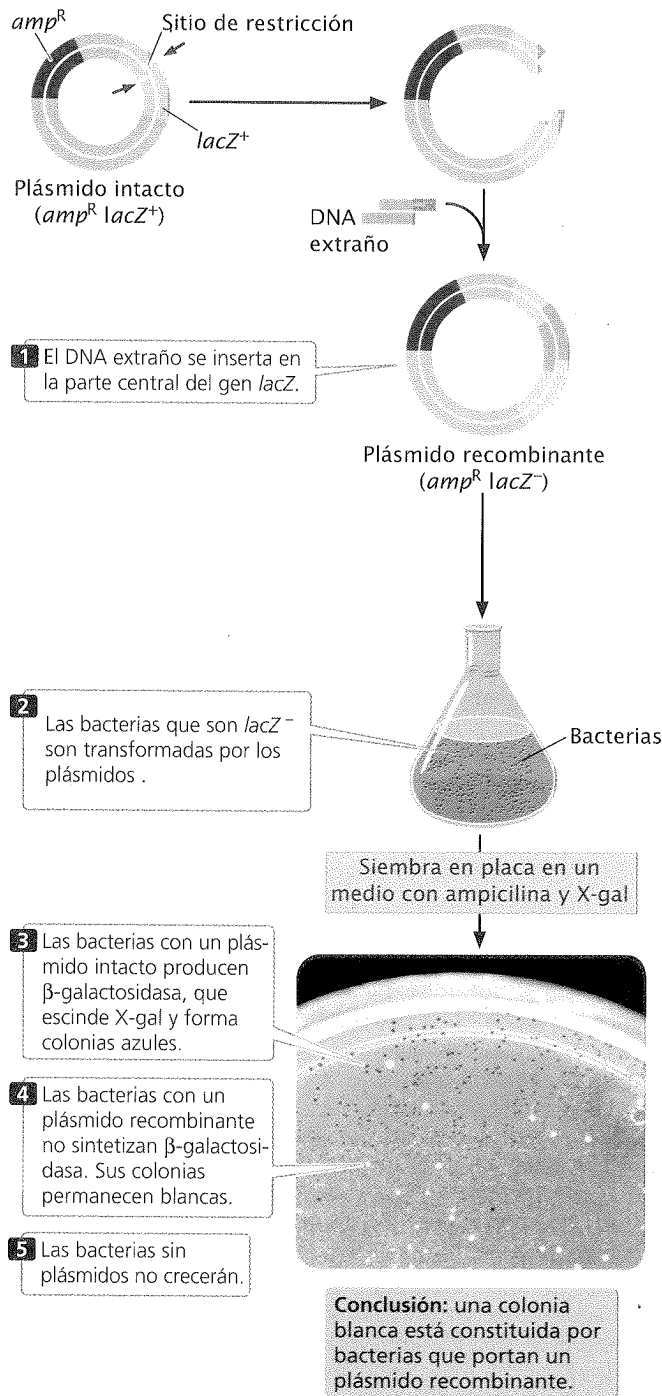 ampᴿ
Sitio de restricción
lacZ⁺
Plásmido intacto
(ampᴿ lacZ⁺)
DNA
extraño
1 El DNA extraño se inserta en
la parte central del gen lacZ.
Plásmido recombinante
(ampᴿ lacZ⁻)
2
Las bacterias que son lacZ⁻
son transformadas por los
plásmidos .
Bacterias
Siembra en placa en un
medio con ampicilina y X-gal
3 Las bacterias con un plás-
mido intacto producen
β-galactosidasa, que
escinde X-gal y forma
colonias azules.
4 Las bacterias con un
plásmido recombinante
no sintetizan β-galactosi-
dasa. Sus colonias
permanecen blancas.
5 Las bacterias sin
plásmidos no crecerán.
Conclusión: una colonia
blanca está constituida por
bacterias que portan un
plásmido recombinante.